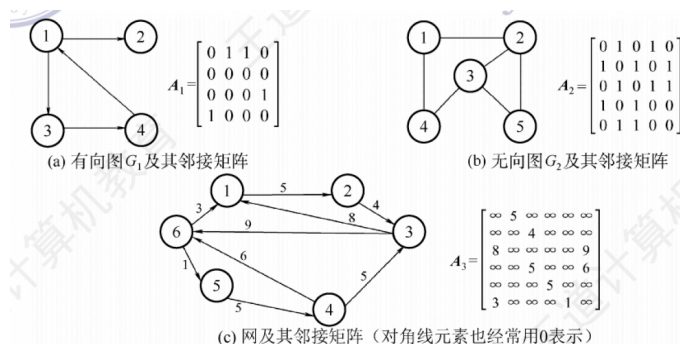 1 2
3 4
A₁=
0 1 1 0
0 0 0 0
0 0 0 1
1 0 0 0
(a) 有向图G₁及其邻接矩阵
1 2
3
4 5
A₂=
0 1 0 1 0
1 0 1 0 1
0 1 0 1 1
1 0 1 0 0
0 1 1 0 0
(b) 无向图G₂及其邻接矩阵
1 5 2
3 4
8
6 9 3
1 6
5 5
5 4
A₃=
∞ 5 ∞ ∞ ∞ ∞
∞ ∞ 4 ∞ ∞ ∞
8 ∞ ∞ ∞ ∞ 9
∞ ∞ 5 ∞ ∞ 6
∞ ∞ ∞ 5 ∞ ∞
3 ∞ ∞ ∞ 1 ∞
(c) 网及其邻接矩阵（对角线元素也经常用0表示）